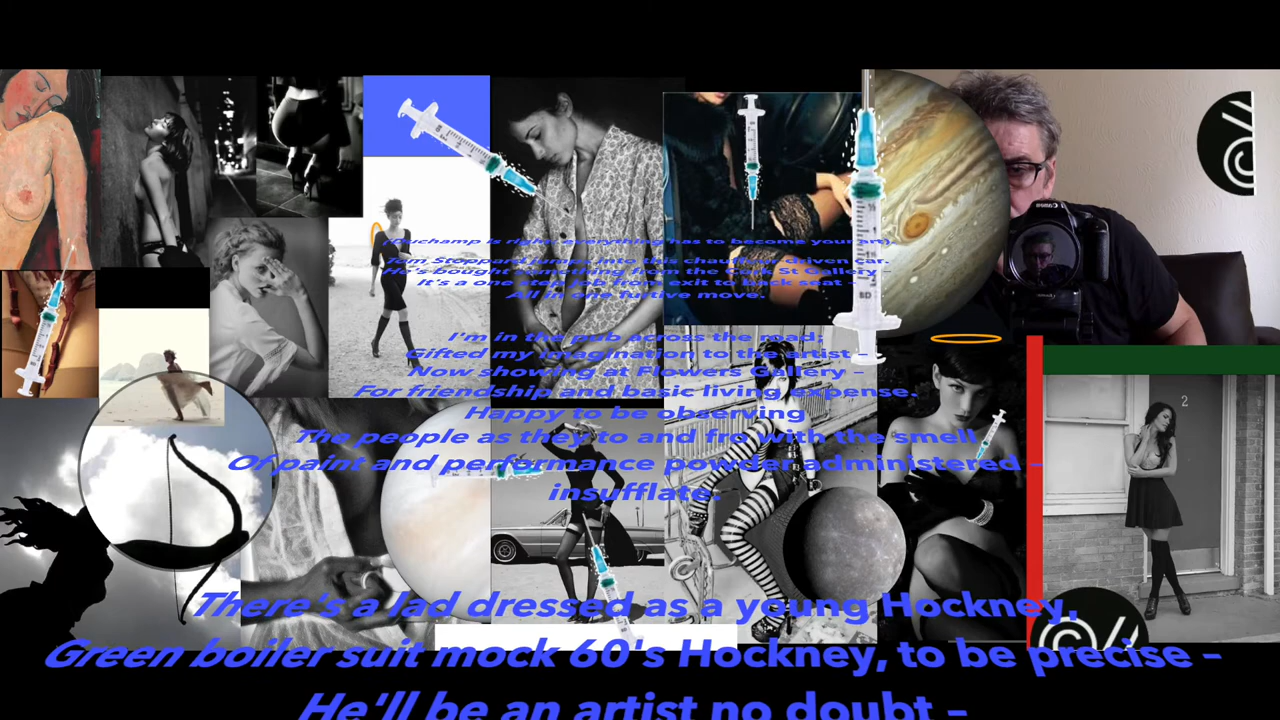 (Duchamp is right; everything has to become your art).
Tom Stoppard jumps into this chauffeur driven car.
He's bought something from the Cork St Gallery –
It's a one step job from exit to back seat –
All in one furtive move.
I'm in the pub across the road;
Gifted my imagination to the artist –
Now showing at Flowers Gallery –
For friendship and basic living expense.
Happy to be observing
The people as they to and fro with the smell
Of paint and performance powder administered –
insufflate.
There's a lad dressed as a young Hockney,
Green boiler suit mock 60's Hockney, to be precise –
He'll be an artist no doubt –
Canon
2